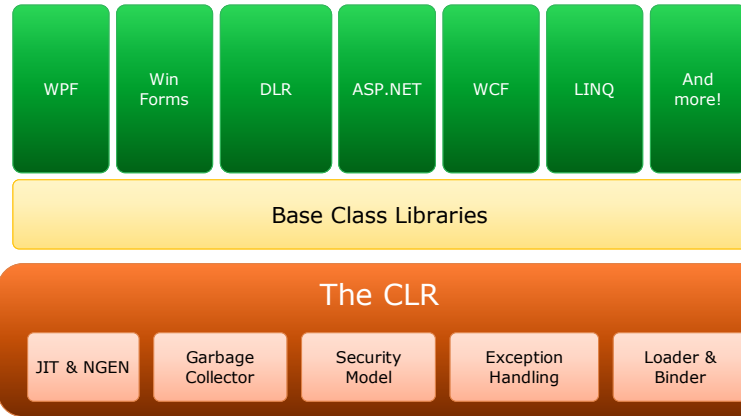 WPF
Win
Forms
DLR
ASP.NET
WCF
LINQ
And
more!
Base Class Libraries
The CLR
JIT & NGEN
Garbage
Collector
Security
Model
Exception
Handling
Loader &
Binder